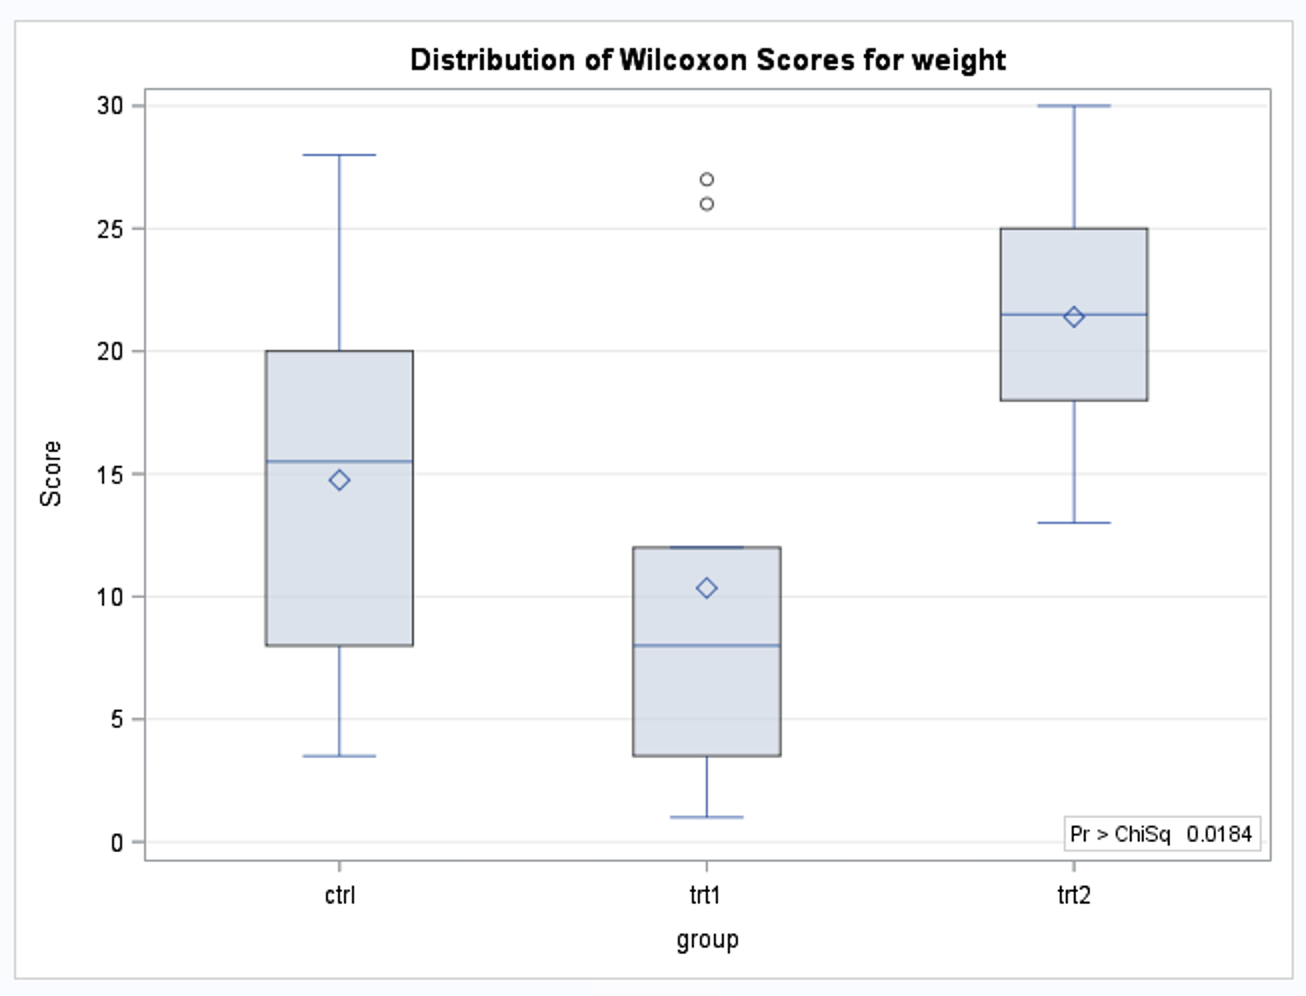 Distribution of Wilcoxon Scores for weight
30
25
20
15
10
5
0
Score
Pr > ChiSq 0.0184
ctrl trt1 trt2
group